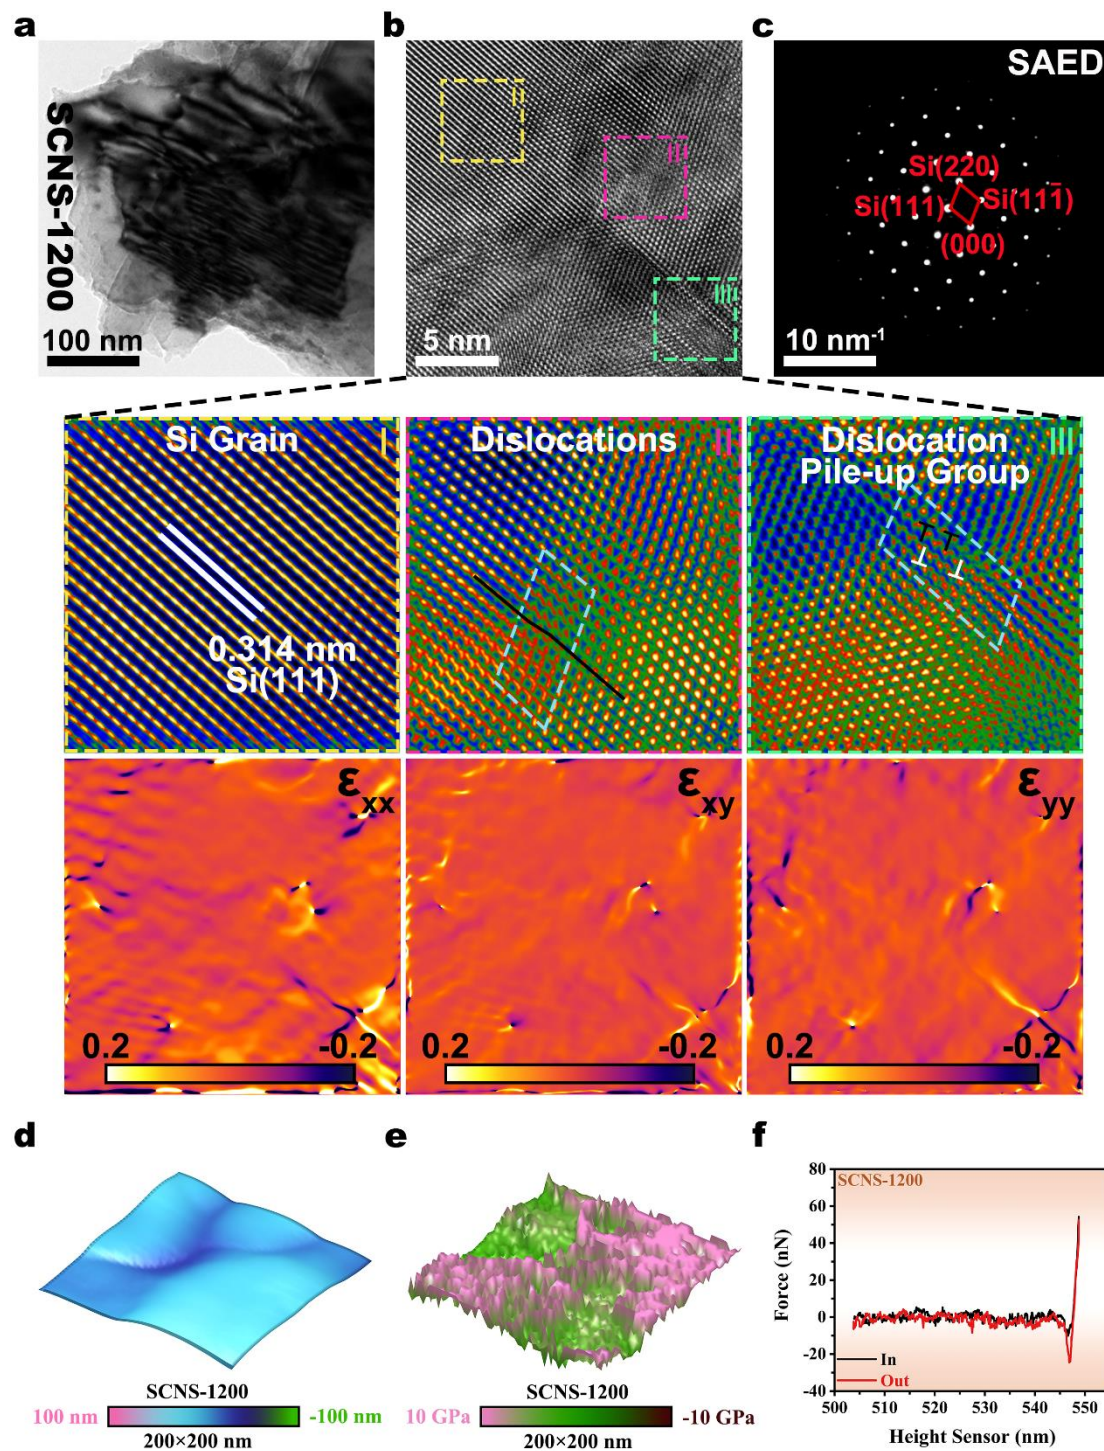 a
b
c
SCNS-1200
100 nm
I
II
III
5 nm
SAED
Si(220)
Si(111)
Si(11̅1̅)
(000)
10 nm⁻¹
Si Grain
I
0.314 nm
Si(111)
Dislocations
II
Dislocation
Pile-up Group
III
εxx
0.2
-0.2
εxy
0.2
-0.2
εyy
0.2
-0.2
d
e
f
SCNS-1200
100 nm
-100 nm
200×200 nm
SCNS-1200
10 GPa
-10 GPa
200×200 nm
SCNS-1200
Force (nN)
80
60
40
20
0
-20
-40
In
Out
500
510
520
530
540
550
Height Sensor (nm)